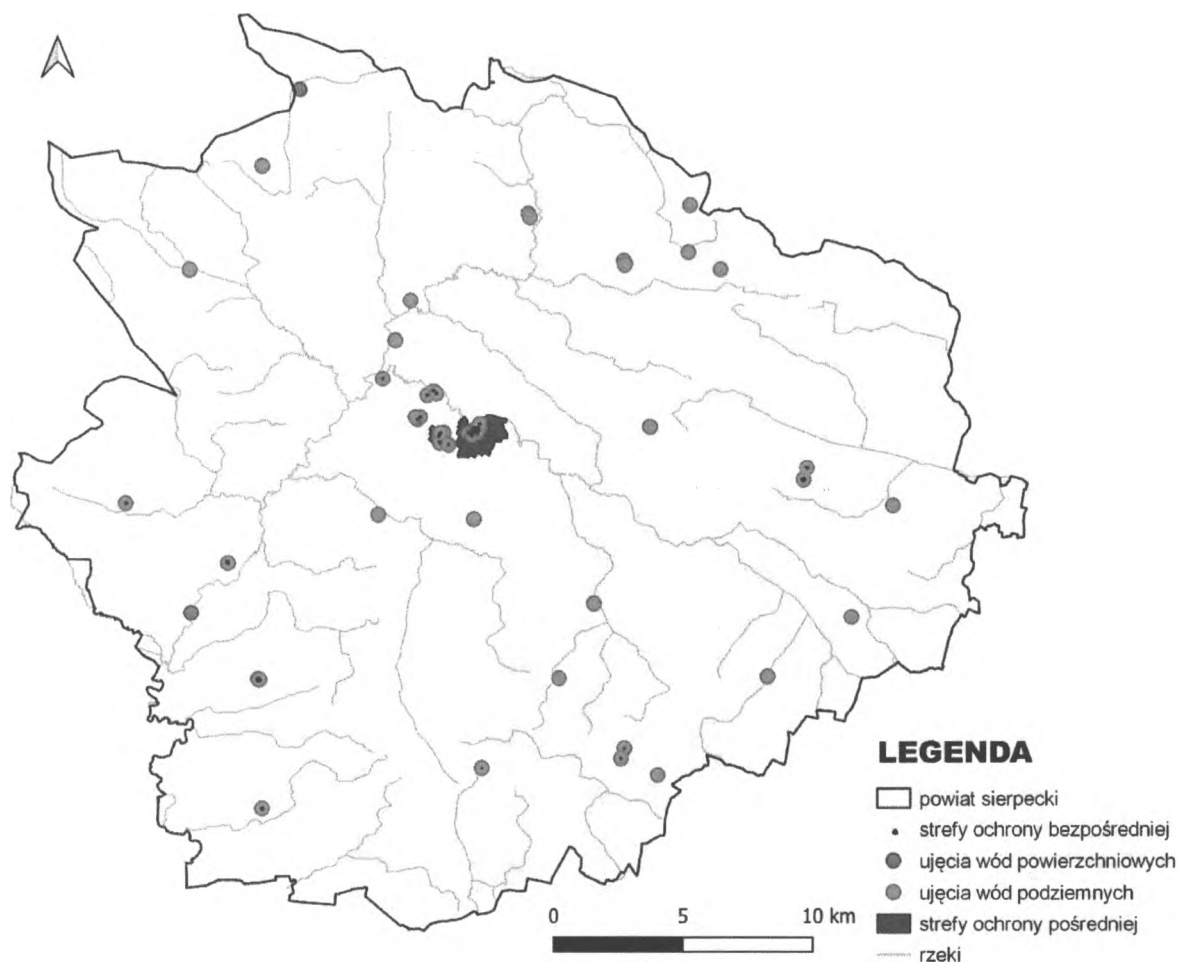 LEGENDA
powiat sierpecki
strefy ochrony bezpośredniej
ujęcia wód powierzchniowych
ujęcia wód podziemnych
strefy ochrony pośredniej
rzeki
0 5 10 km